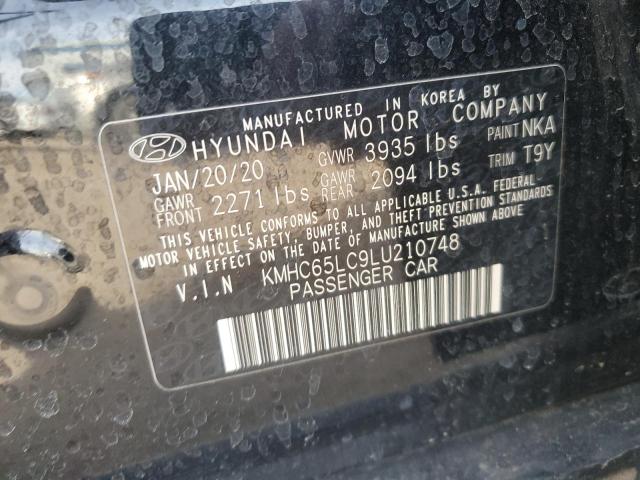 MANUFACTURED IN KOREA BY
HYUNDAI MOTOR COMPANY
JAN/20/20 GVWR 3935 lbs PAINT NKA
GAWR FRONT 2271 lbs GAWR REAR 2094 lbs TRIM T9Y
THIS VEHICLE CONFORMS TO ALL APPLICABLE U.S.A. FEDERAL
MOTOR VEHICLE SAFETY, BUMPER, AND THEFT PREVENTION STANDARDS
IN EFFECT ON THE DATE OF MANUFACTURE SHOWN ABOVE.
V.I.N KMHC65LC9LU210748
PASSENGER CAR